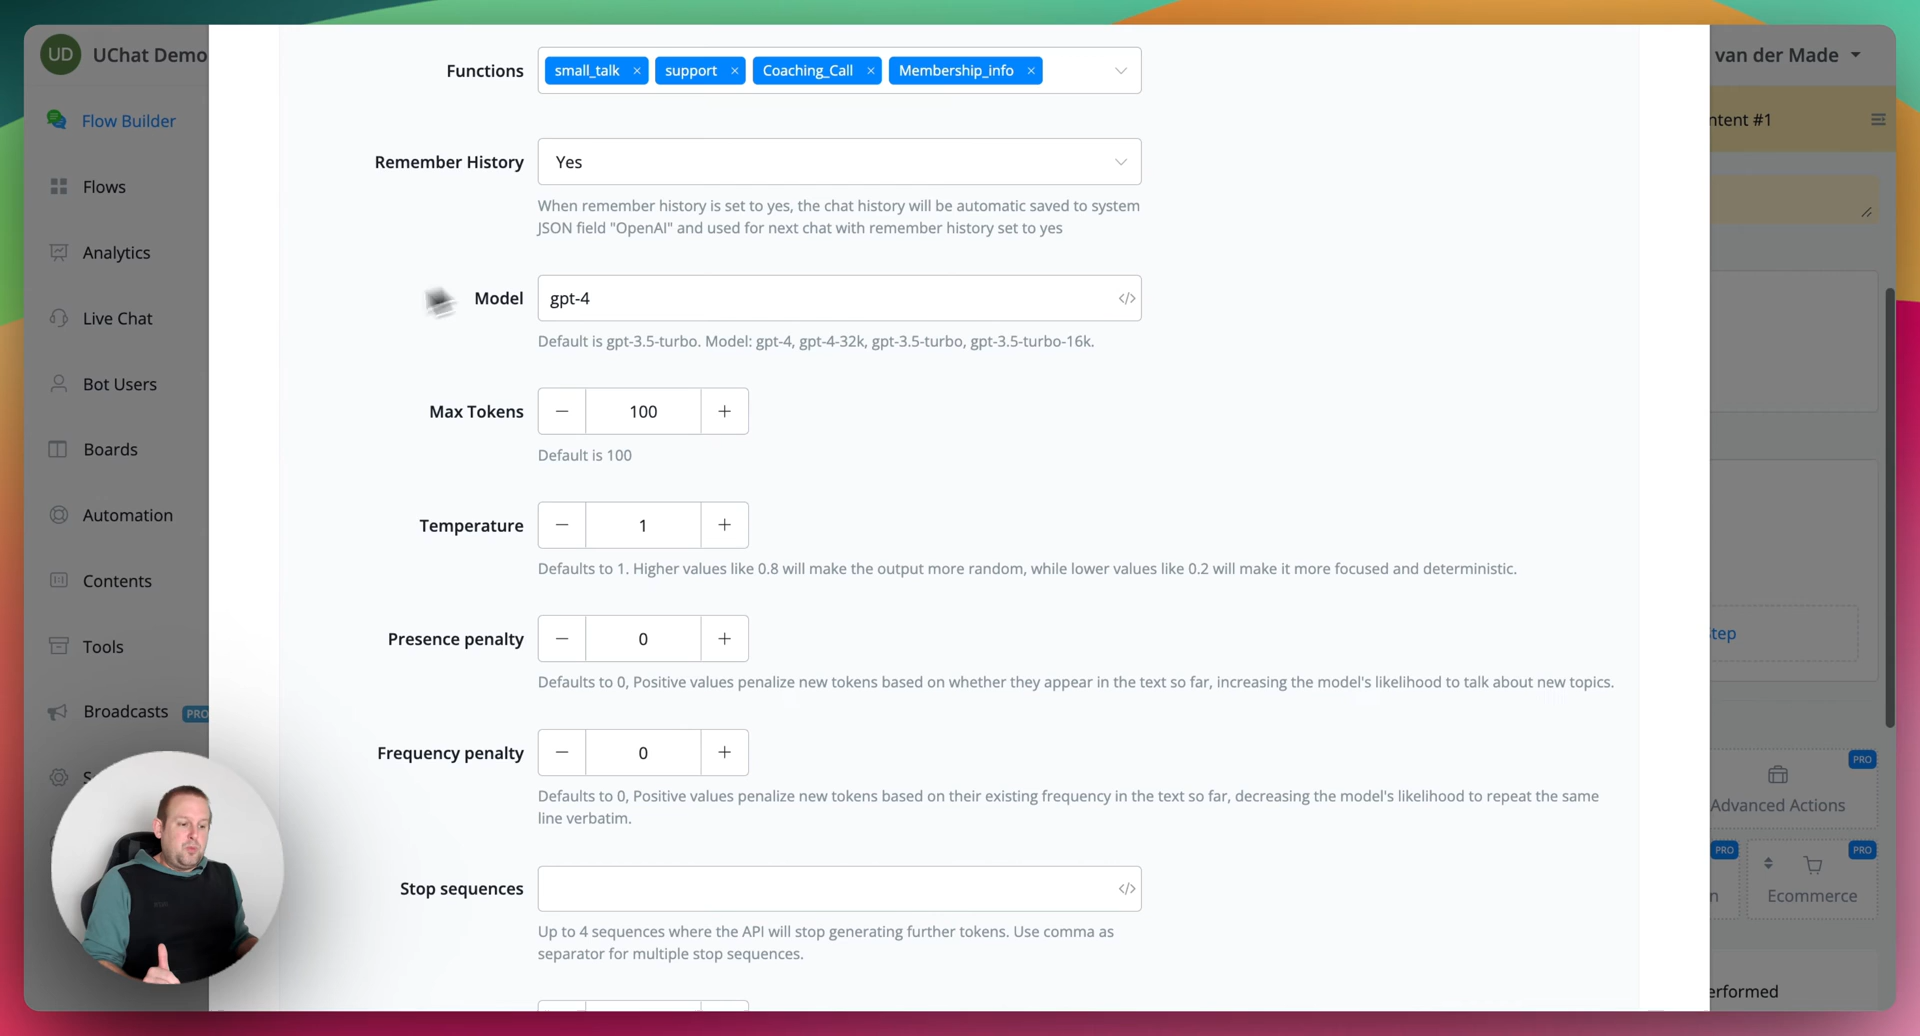 UD UChat Demo
van der Made
Flow Builder
Flows
Analytics
Live Chat
Bot Users
Boards
Automation
Contents
Tools
Broadcasts PRO
S
Functions
small_talk × support × Coaching_Call × Membership_info ×
Remember History
Yes
When remember history is set to yes, the chat history will be automatic saved to system
JSON field "OpenAI" and used for next chat with remember history set to yes
Model
gpt-4 </>
Default is gpt-3.5-turbo. Model: gpt-4, gpt-4-32k, gpt-3.5-turbo, gpt-3.5-turbo-16k.
Max Tokens
− 100 +
Default is 100
Temperature
− 1 +
Defaults to 1. Higher values like 0.8 will make the output more random, while lower values like 0.2 will make it more focused and deterministic.
Presence penalty
− 0 +
Defaults to 0, Positive values penalize new tokens based on whether they appear in the text so far, increasing the model's likelihood to talk about new topics.
Frequency penalty
− 0 +
Defaults to 0, Positive values penalize new tokens based on their existing frequency in the text so far, decreasing the model's likelihood to repeat the same
line verbatim.
Stop sequences
</>
Up to 4 sequences where the API will stop generating further tokens. Use comma as
separator for multiple stop sequences.
ntent #1
tep
PRO
Advanced Actions
PRO
PRO
n
Ecommerce
erformed